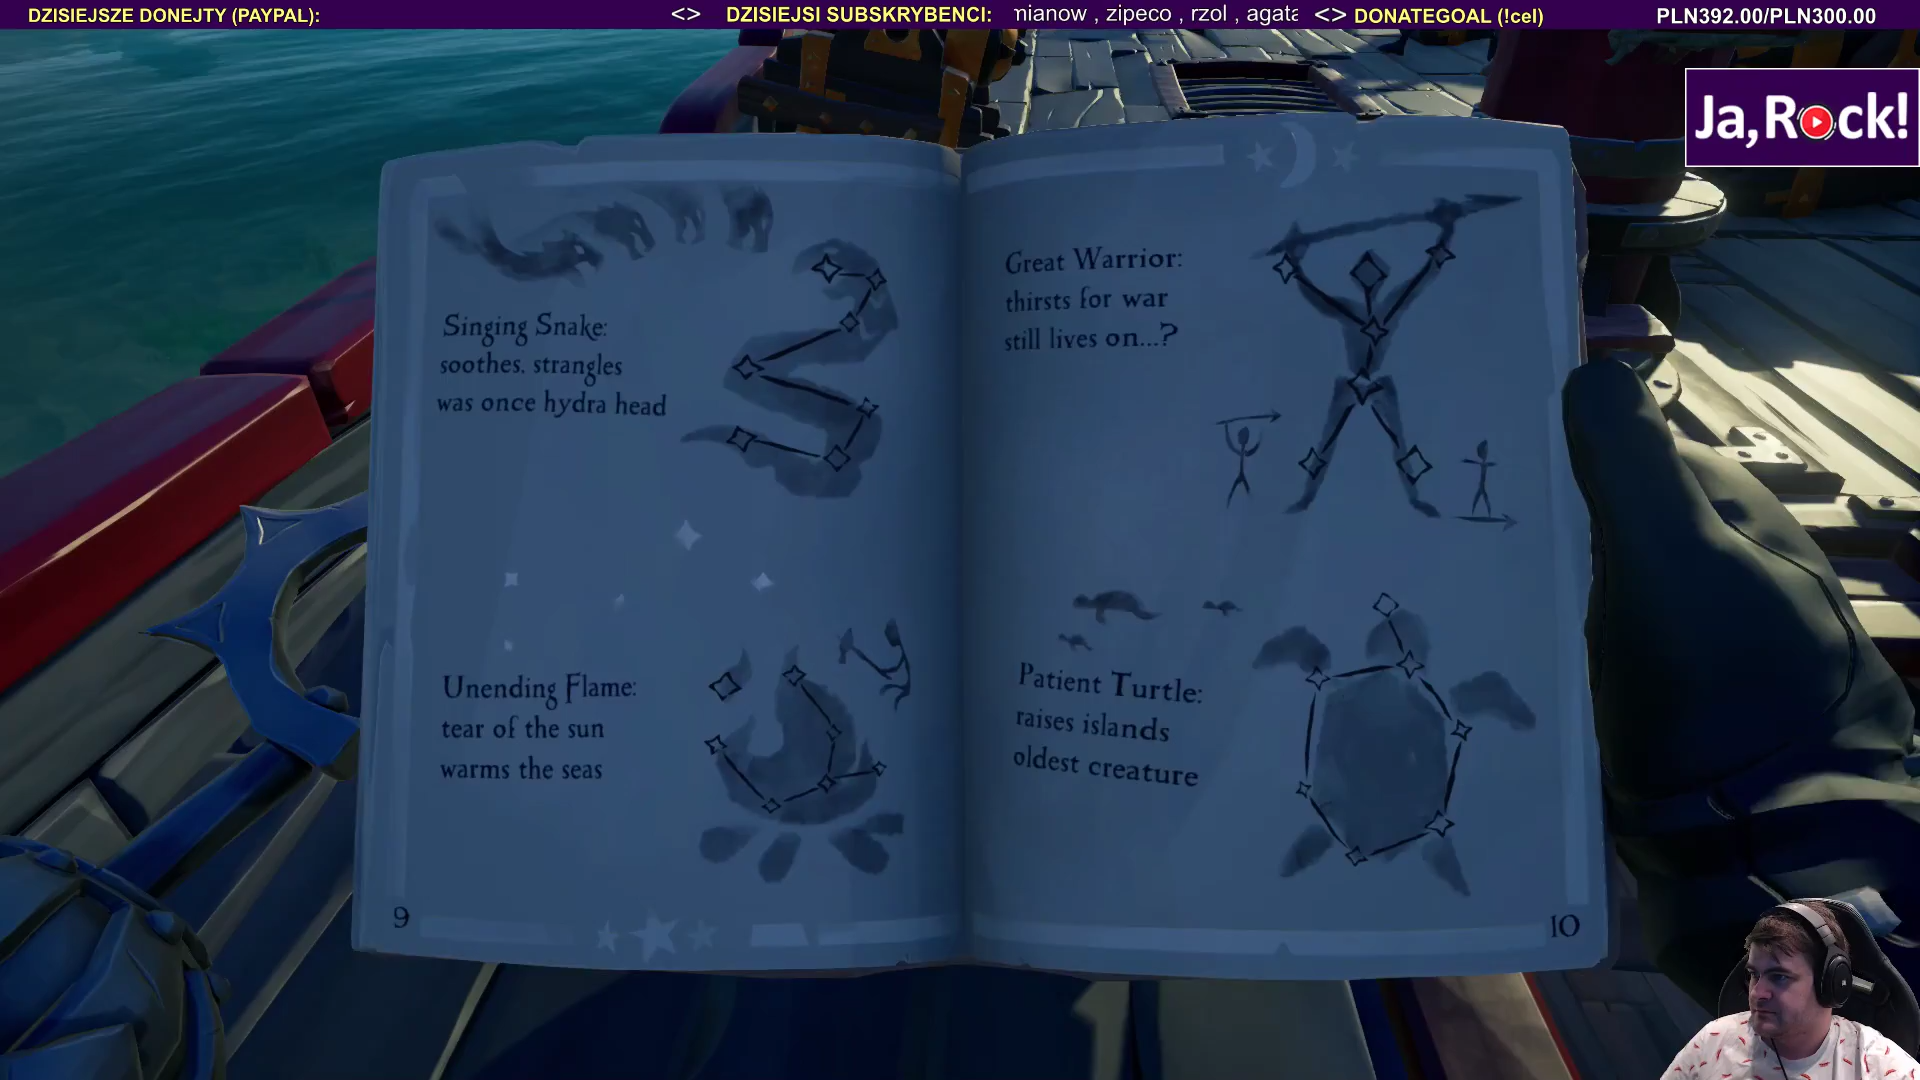 DZISIEJSZE DONEJTY (PAYPAL): <> DZISIEJSI SUBSKRYBENCI: mianow , zipeco , rzol , agata <> DONATEGOAL (!cel) PLN392.00/PLN300.00
Ja,Rock!
Singing Snake:
soothes, strangles
was once hydra head
Unending Flame:
tear of the sun
warms the seas
9
Great Warrior:
thirsts for war
still lives on...?
Patient Turtle:
raises islands
oldest creature
10